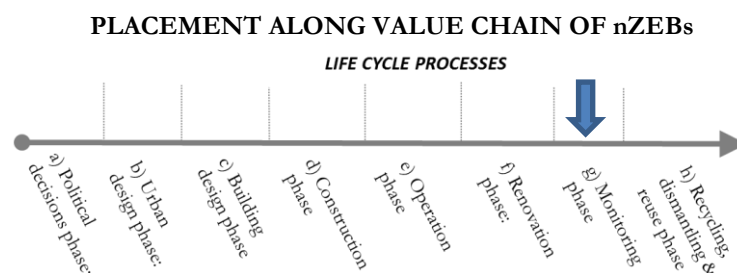 PLACEMENT ALONG VALUE CHAIN OF nZEBs
LIFE CYCLE PROCESSES
a) Political
decisions phase:
b) Urban
design phase:
c) Building
design phase
d) Construction
phase
e) Operation
phase
f) Renovation
phase:
g) Monitoring
phase
h) Recycling,
dismantling &
reuse phase